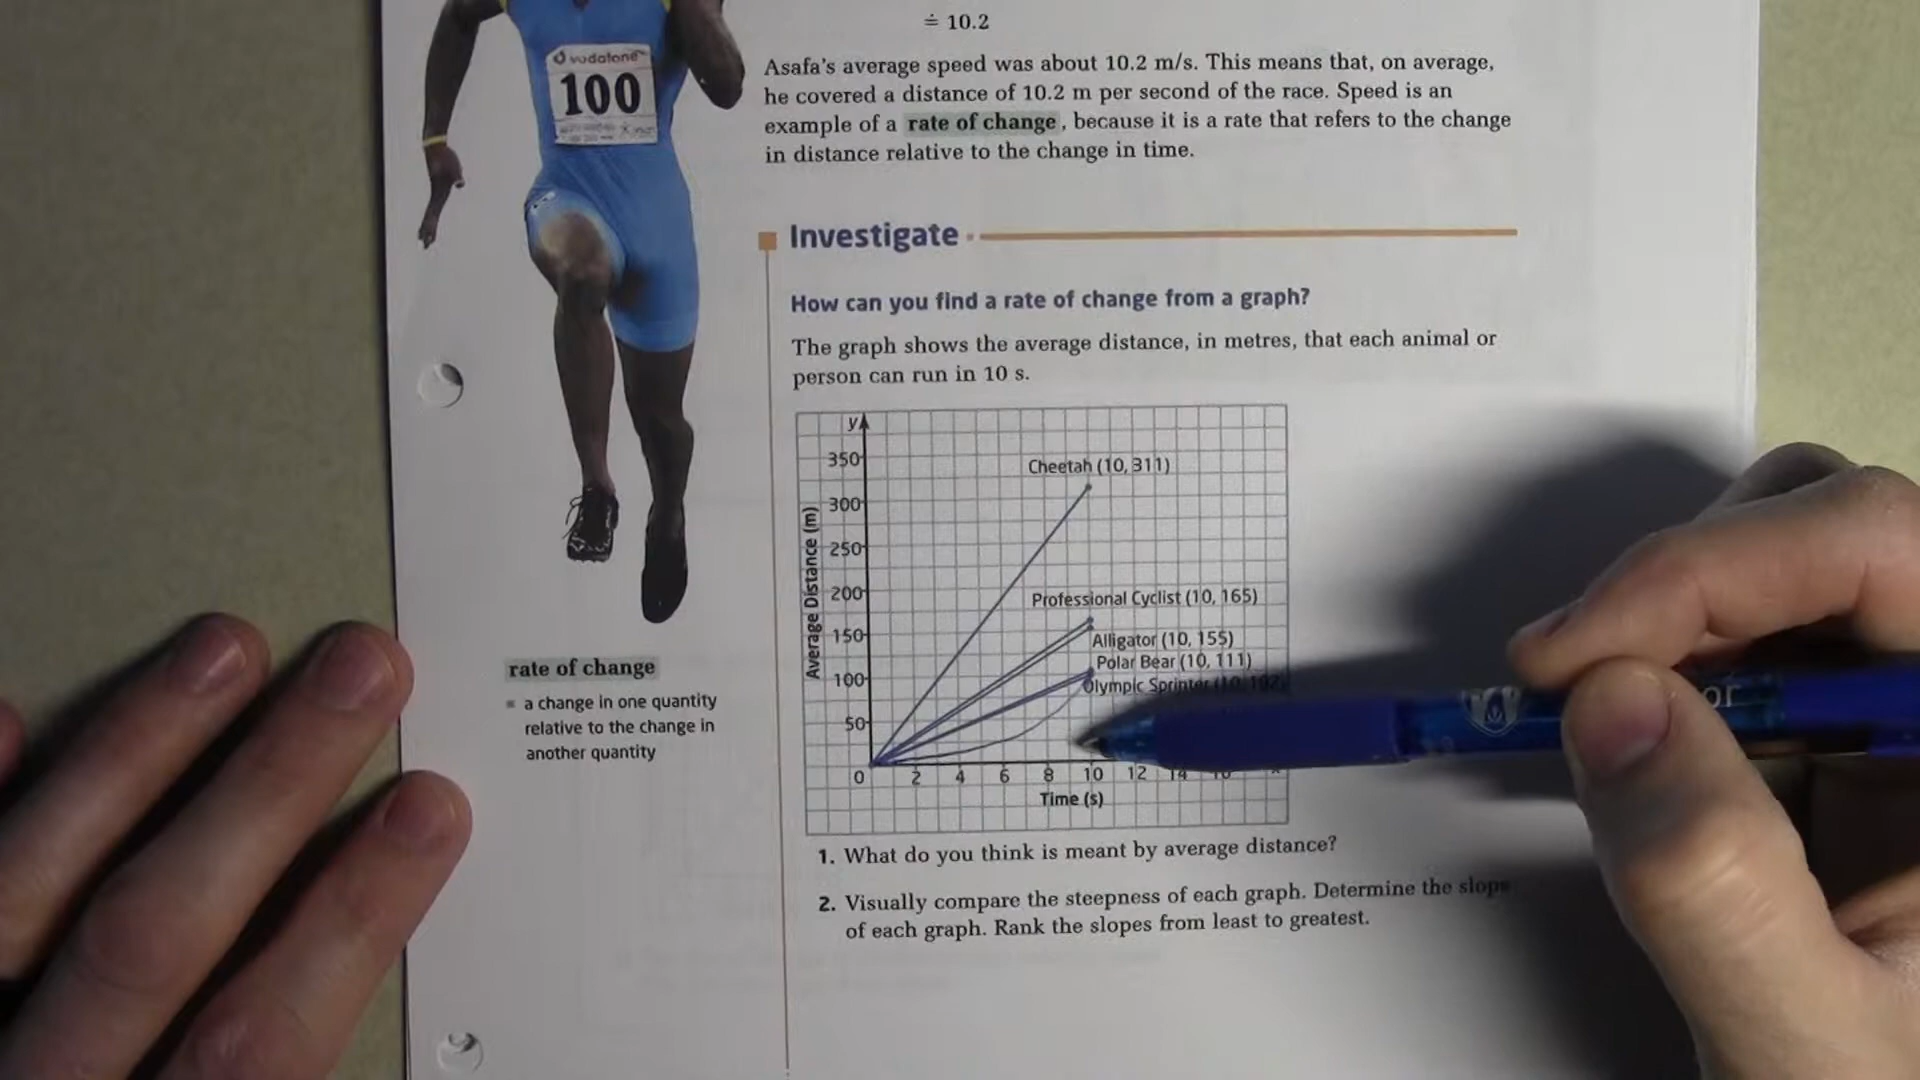 ≐ 10.2
vodafone
100
Asafa's average speed was about 10.2 m/s. This means that, on average,
he covered a distance of 10.2 m per second of the race. Speed is an
example of a rate of change, because it is a rate that refers to the change
in distance relative to the change in time.
Investigate
How can you find a rate of change from a graph?
The graph shows the average distance, in metres, that each animal or
person can run in 10 s.
y
350
300
250
200
150
100
50
0
Average Distance (m)
Cheetah (10, 311)
Professional Cyclist (10, 165)
Alligator (10, 155)
Polar Bear (10, 111)
Olympic Sprinter (10, 102)
2 4 6 8 10 12 14 16 x
Time (s)
rate of change
a change in one quantity
relative to the change in
another quantity
1. What do you think is meant by average distance?
2. Visually compare the steepness of each graph. Determine the slope
of each graph. Rank the slopes from least to greatest.